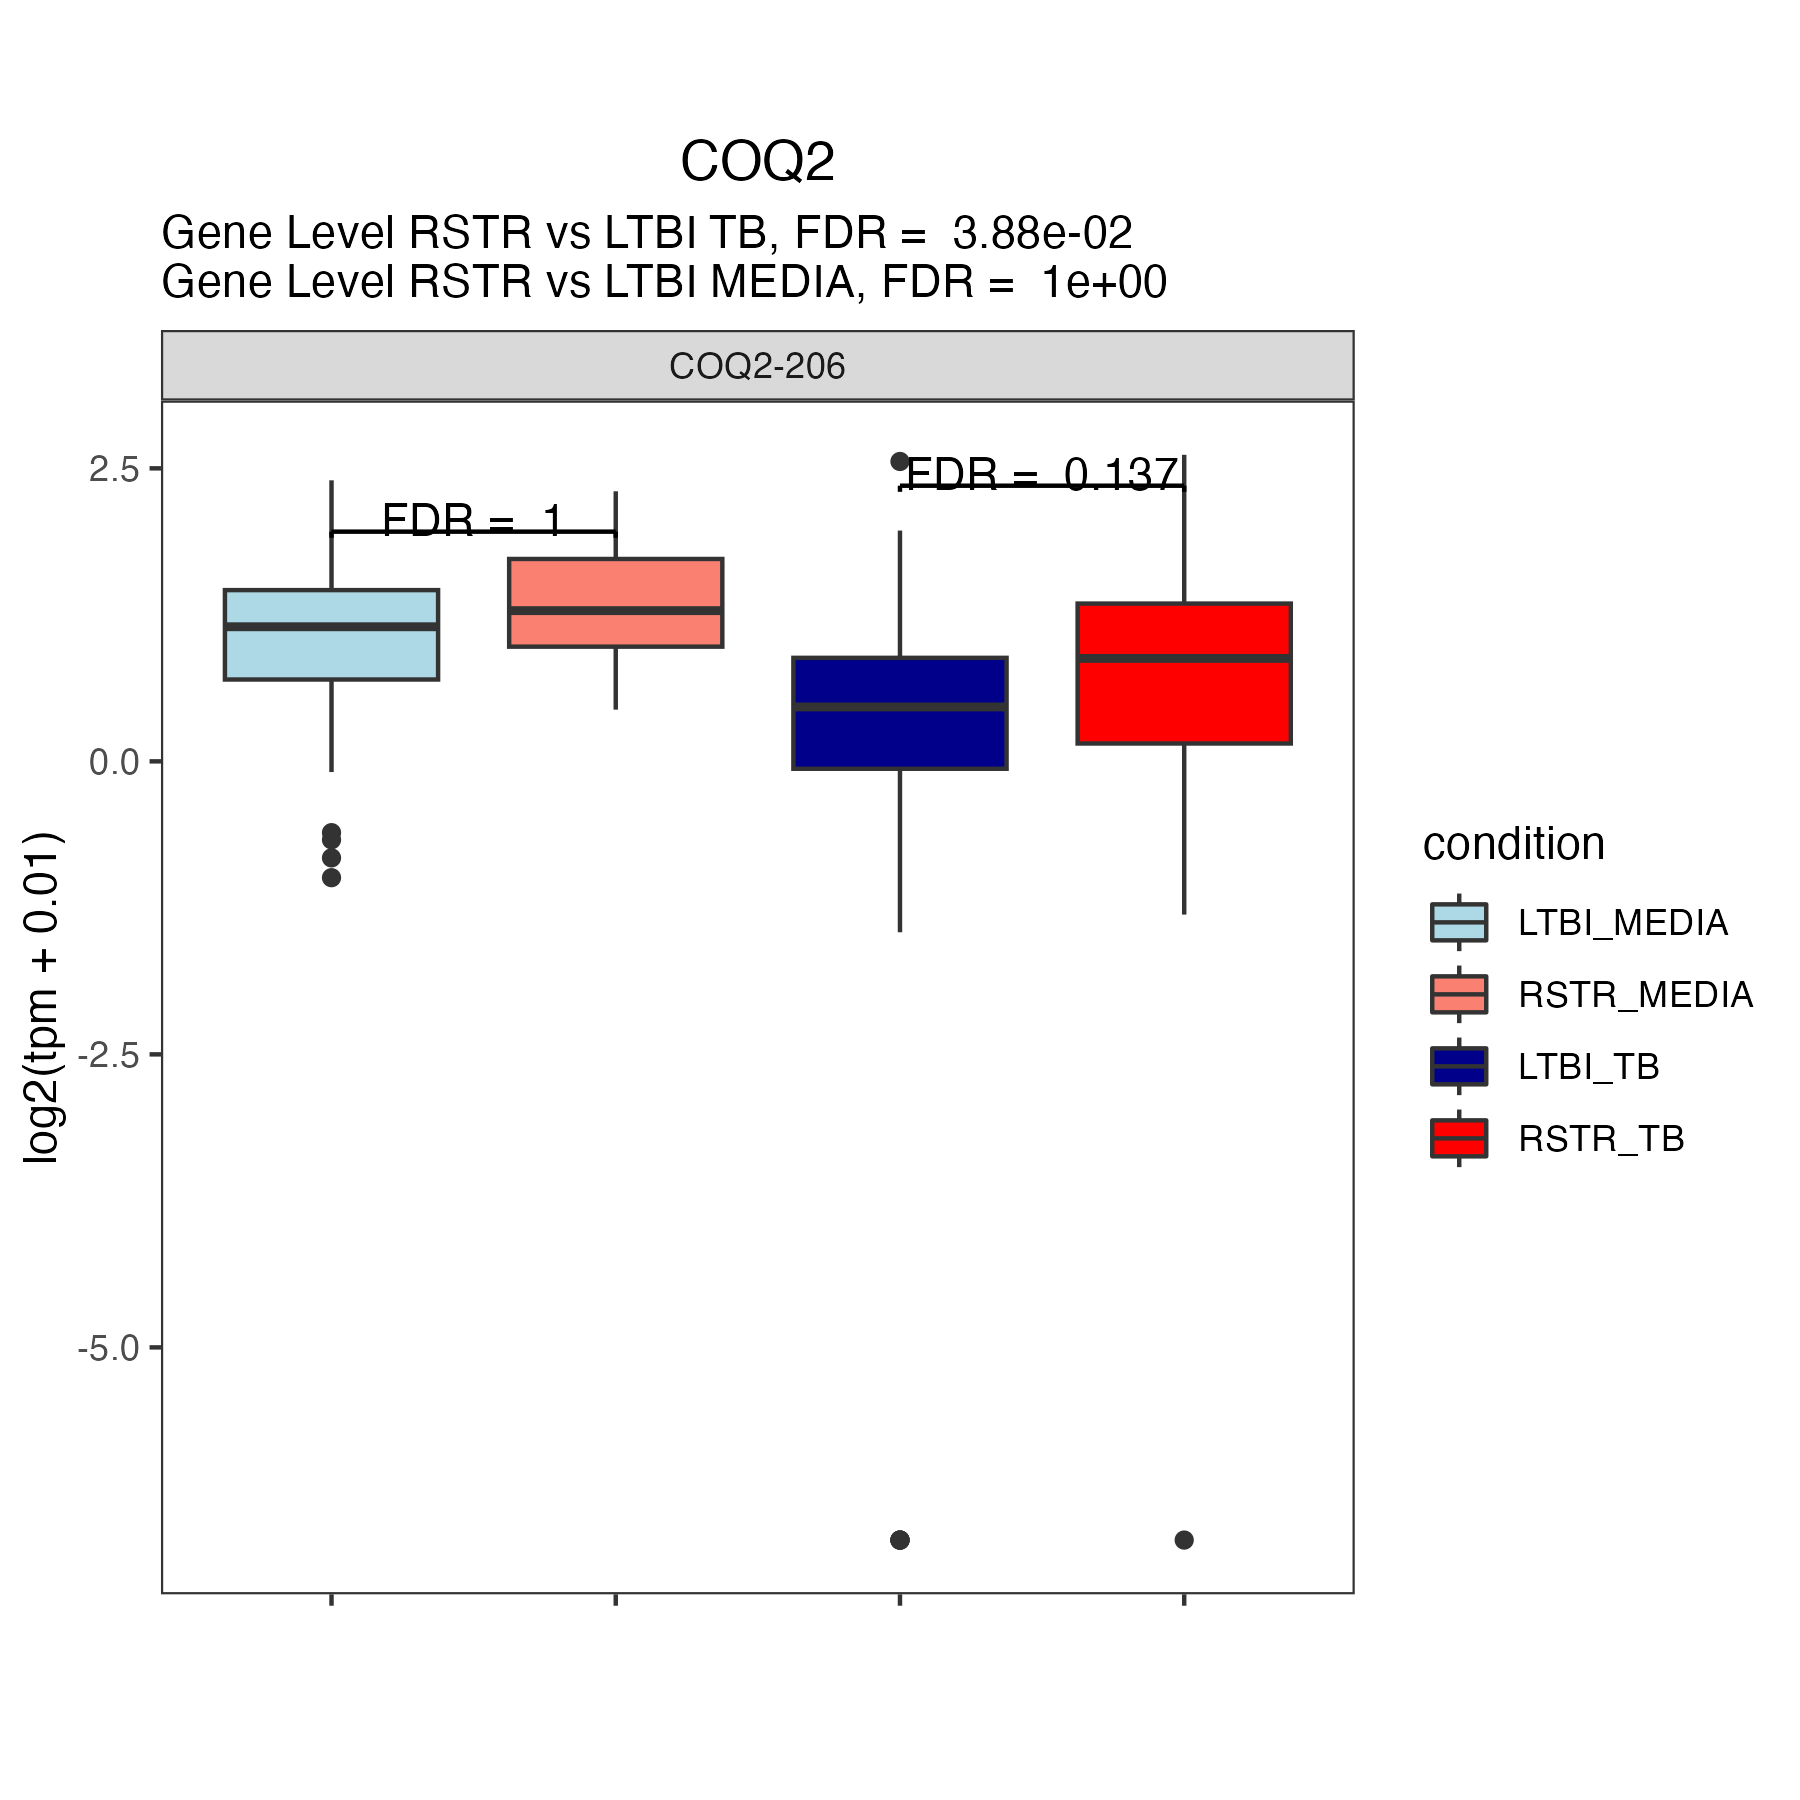 COQ2
Gene Level RSTR vs LTBI TB, FDR =  3.88e-02
Gene Level RSTR vs LTBI MEDIA, FDR =  1e+00
COQ2-206
2.5
0.0
-2.5
-5.0
log2(tpm + 0.01)
FDR =  1
FDR =  0.137
condition
LTBI_MEDIA
RSTR_MEDIA
LTBI_TB
RSTR_TB